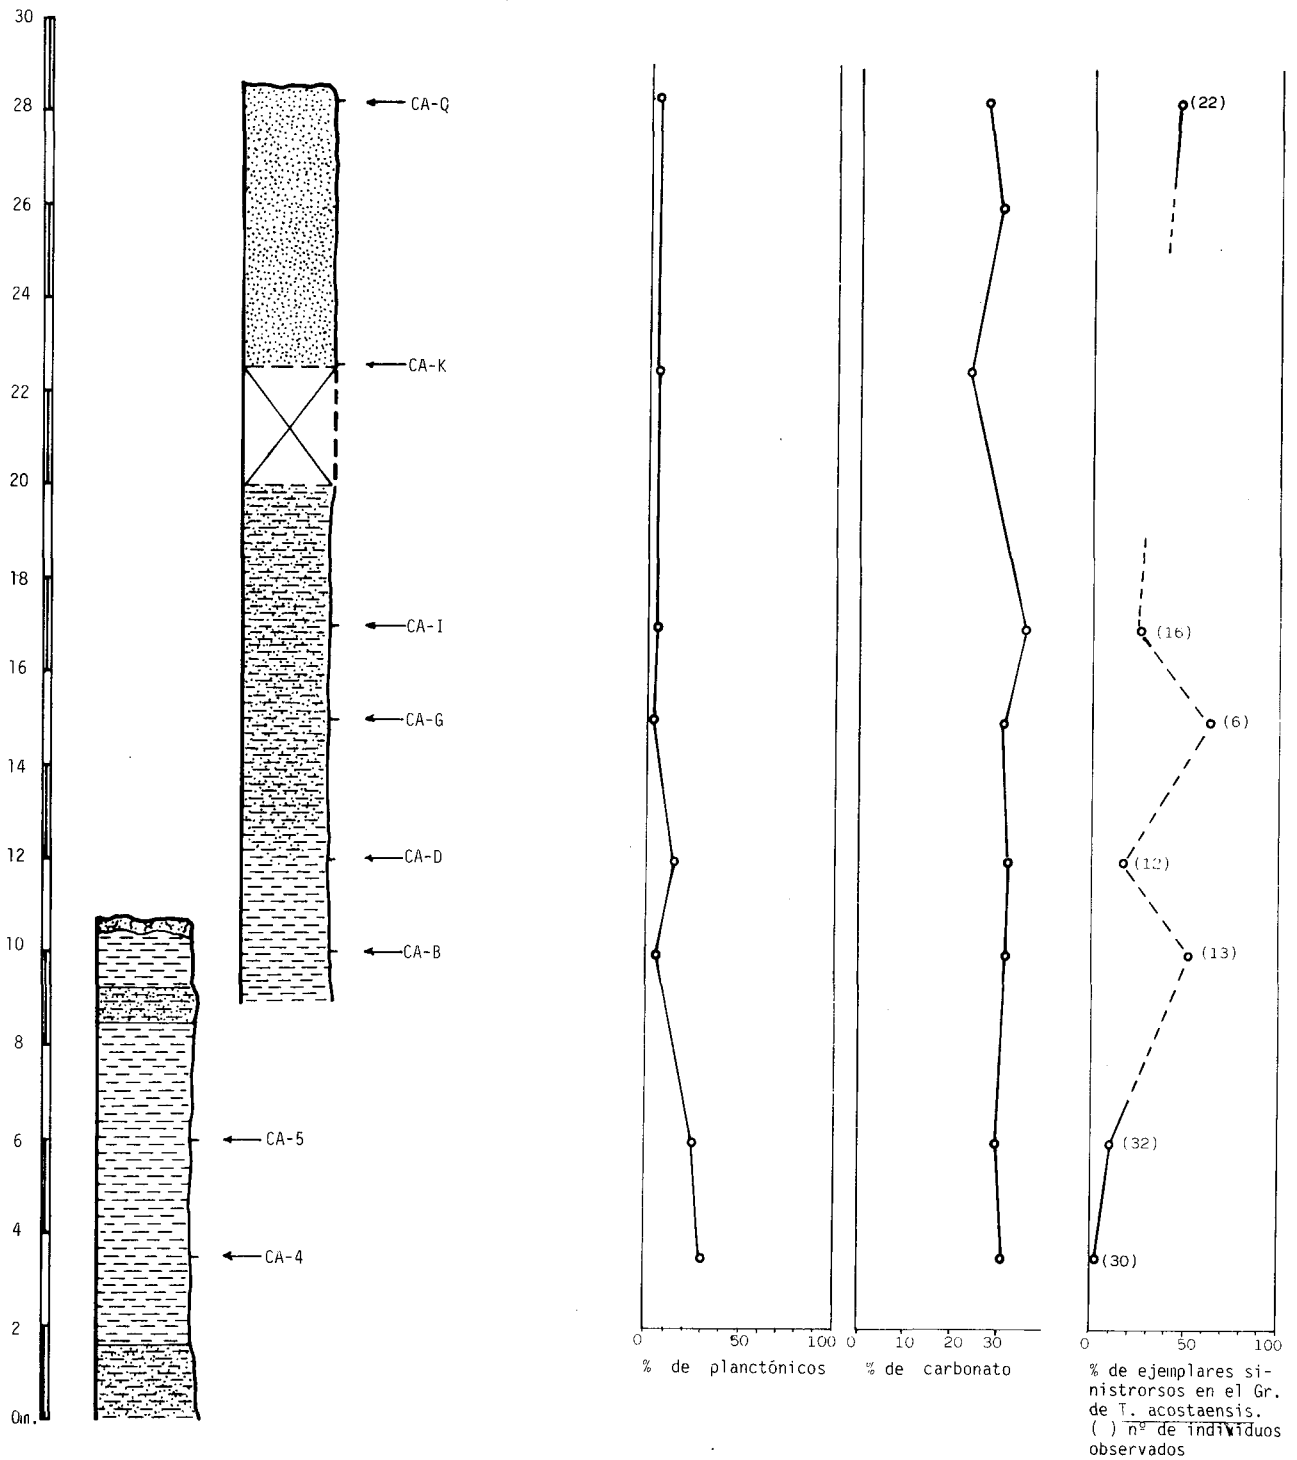 30
28
26
24
22
20
18
16
14
12
10
8
6
4
2
0m.
CA-Q
CA-K
CA-I
CA-G
CA-D
CA-B
CA-5
CA-4
0 50 100
% de planctónicos
0 10 20 30
% de carbonato
(22)
(16)
(6)
(12)
(13)
(32)
(30)
0 50 100
% de ejemplares si-
nistrorsos en el Gr.
de T. acostaensis.
( ) nº de individuos
observados